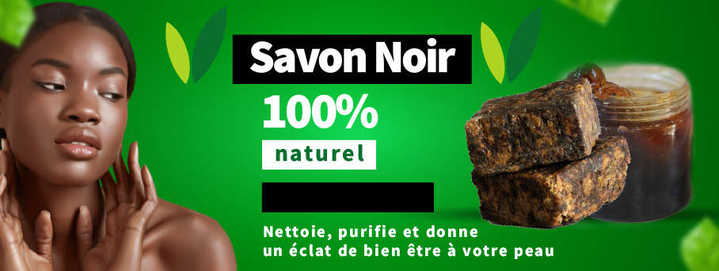 Savon Noir
100%
naturel
Nettoie, purifie et donne
un éclat de bien être à votre peau